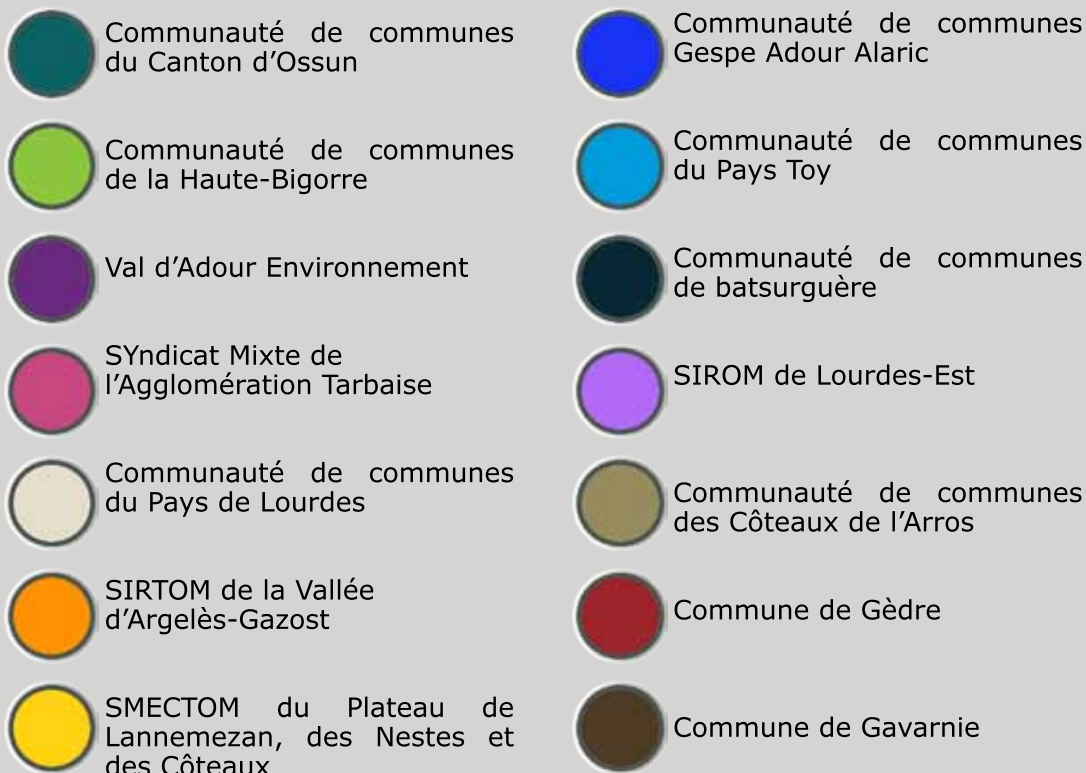 Communauté de communes
du Canton d’Ossun
Communauté de communes
de la Haute-Bigorre
Val d’Adour Environnement
SYndicat Mixte de
l’Agglomération Tarbaise
Communauté de communes
du Pays de Lourdes
SIRTOM de la Vallée
d’Argelès-Gazost
SMECTOM du Plateau de
Lannemezan, des Nestes et
des Côteaux
Communauté de communes
Gespe Adour Alaric
Communauté de communes
du Pays Toy
Communauté de communes
de batsurguère
SIROM de Lourdes-Est
Communauté de communes
des Côteaux de l’Arros
Commune de Gèdre
Commune de Gavarnie